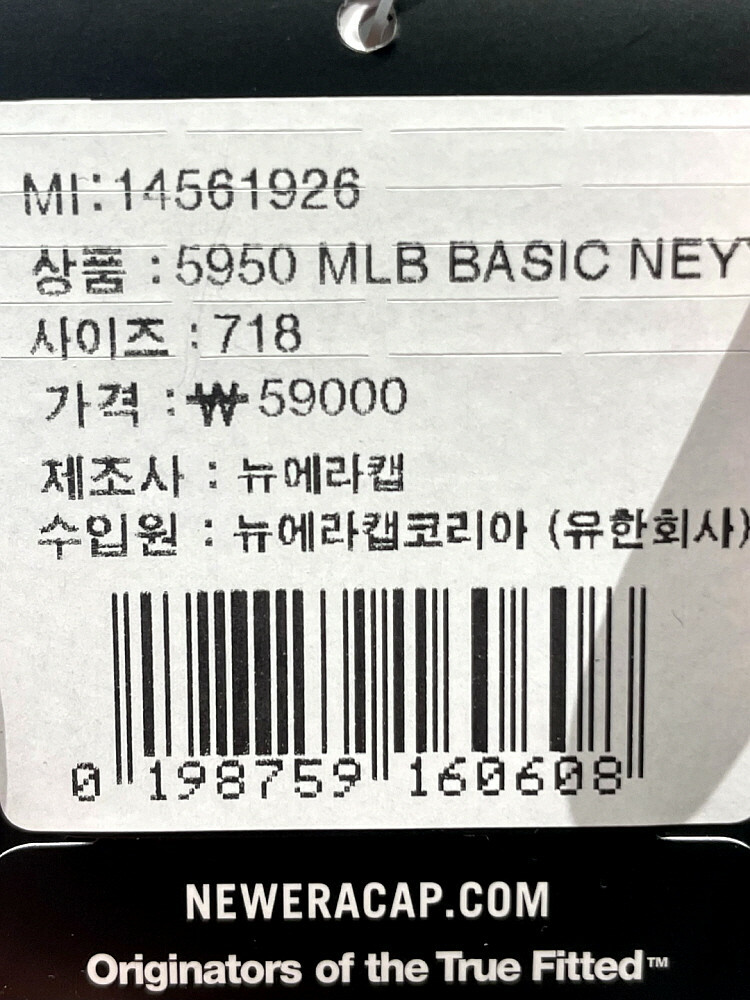 MI:14561926
상품 : 5950 MLB BASIC NEY
사이즈 : 718
가격 : ₩59000
제조사 : 뉴에라캡
수입원 : 뉴에라캡코리아 (유한회사)
0 198759 160608
NEWERACAP.COM
Originators of the True Fitted™